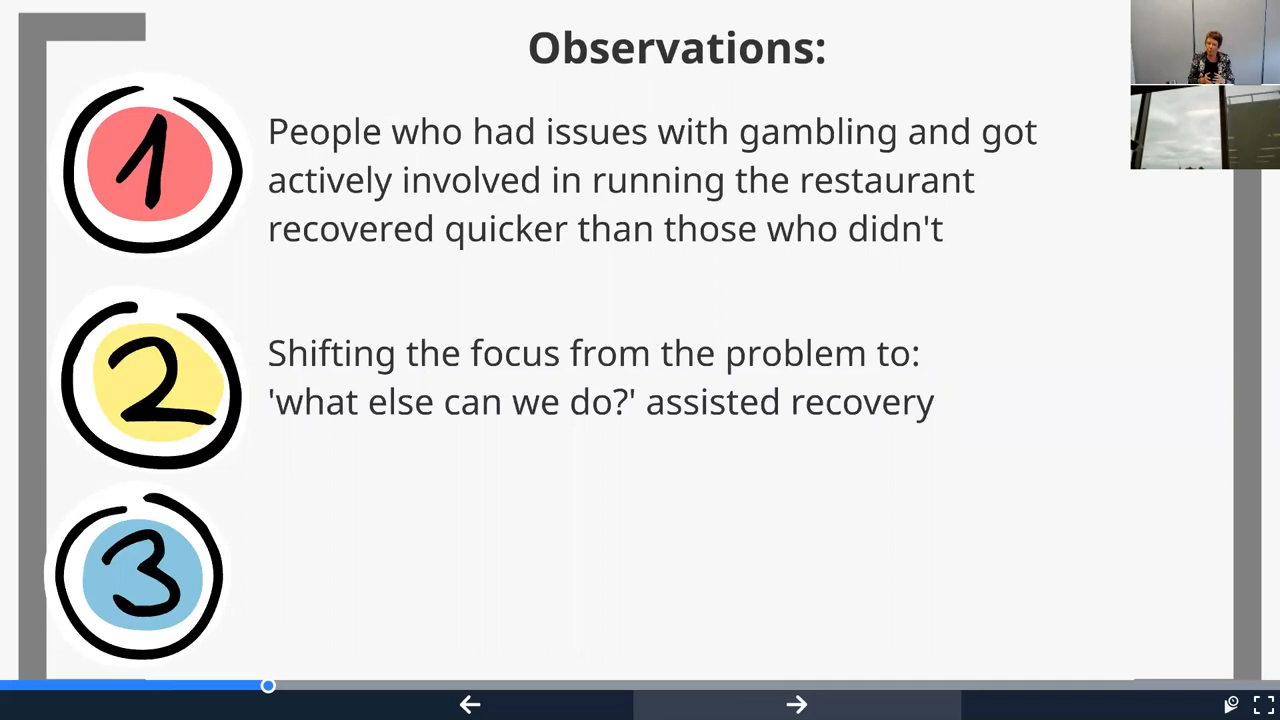 Observations:
1
People who had issues with gambling and got
actively involved in running the restaurant
recovered quicker than those who didn't
2
Shifting the focus from the problem to:
'what else can we do?' assisted recovery
3